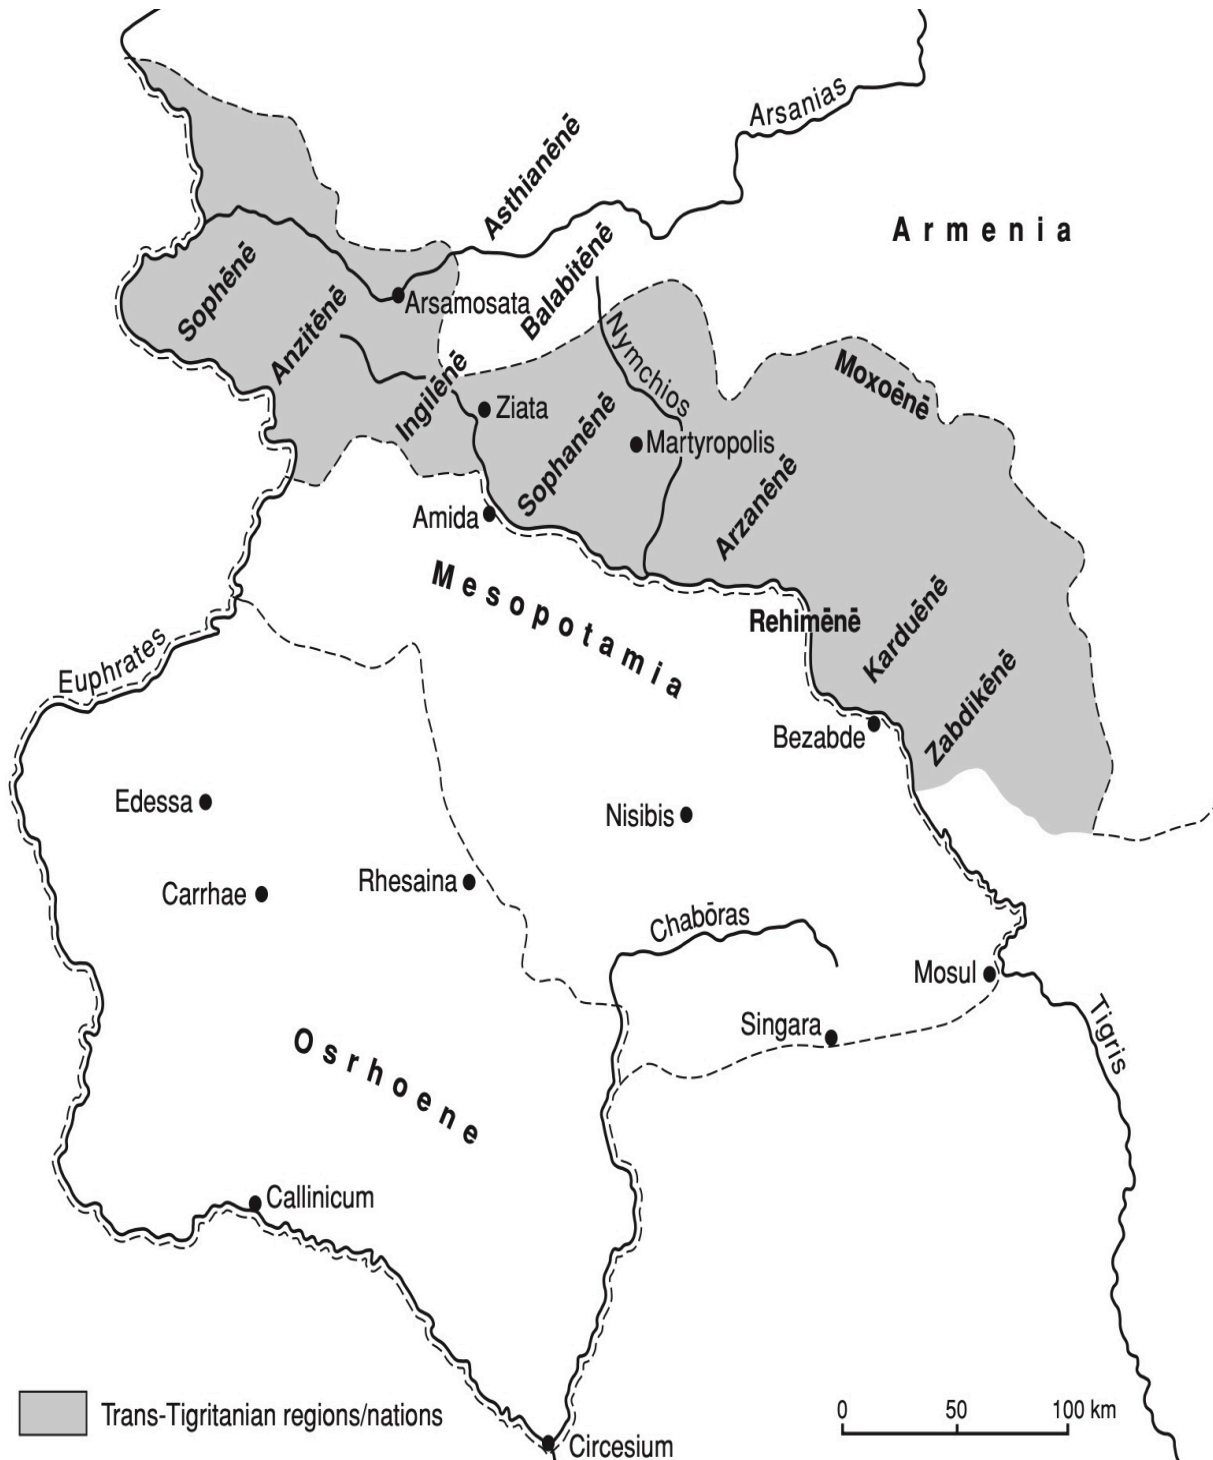 Arsanias
Asthianēnē
Armenia
Sophēnē
Balabitēnē
Anzitēnē
Arsamosata
Nymchios
Moxoēnē
Ingilēnē
Ziata
Sophanēnē
Martyropolis
Arzanēnē
Amida
Mesopotamia
Rehimēnē
Karduēnē
Euphrates
Zabdikēnē
Bezabde
Edessa
Nisibis
Carrhae
Rhesaina
Chabōras
Mosul
Singara
Tigris
Osrhoene
Callinicum
Trans-Tigritanian regions/nations
0 50 100 km
Circesium